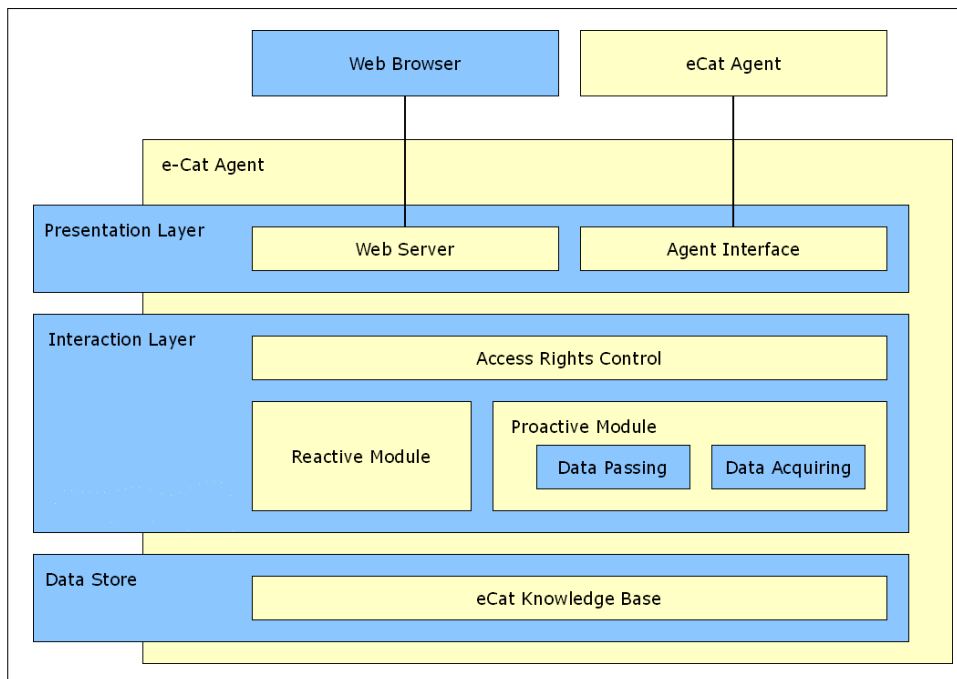 Web Browser
eCat Agent
e-Cat Agent
Presentation Layer
Web Server
Agent Interface
Interaction Layer
Access Rights Control
Reactive Module
Proactive Module
Data Passing
Data Acquiring
Data Store
eCat Knowledge Base